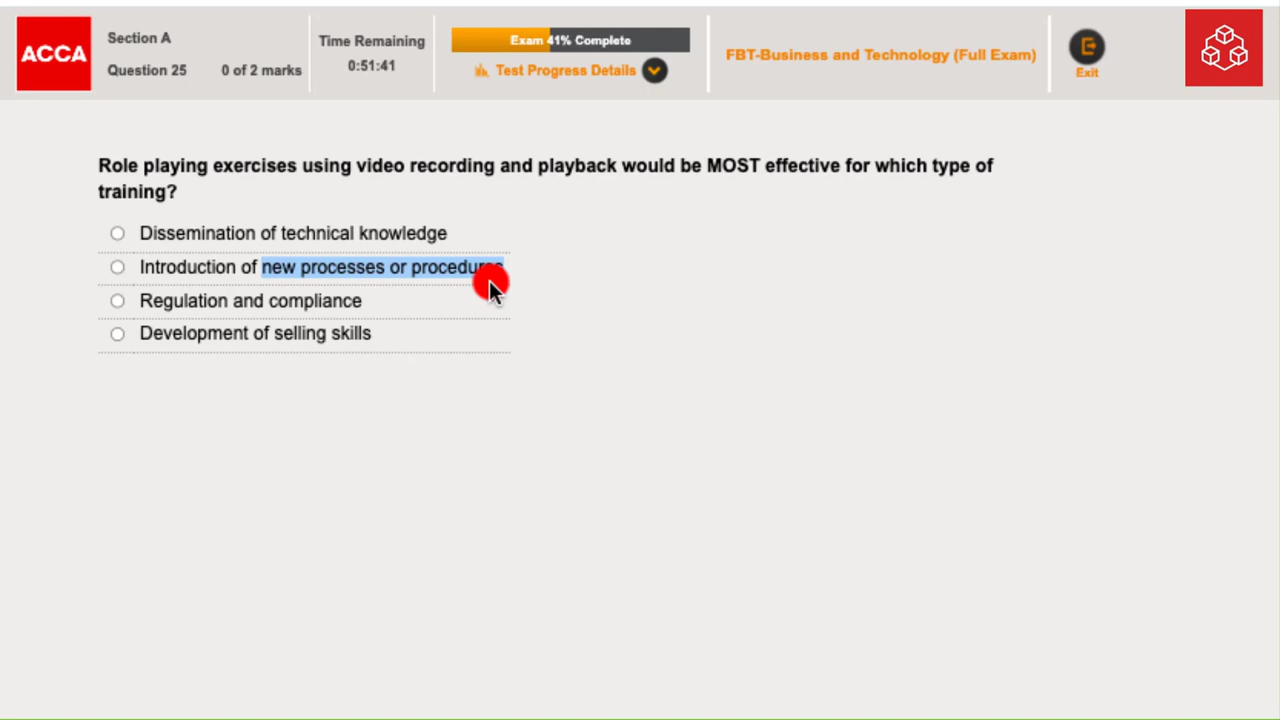 ACCA
Section A
Question 25 0 of 2 marks
Time Remaining
0:51:41
Exam 41% Complete
Test Progress Details
FBT-Business and Technology (Full Exam)
Exit
Role playing exercises using video recording and playback would be MOST effective for which type of
training?
Dissemination of technical knowledge
Introduction of new processes or procedures
Regulation and compliance
Development of selling skills